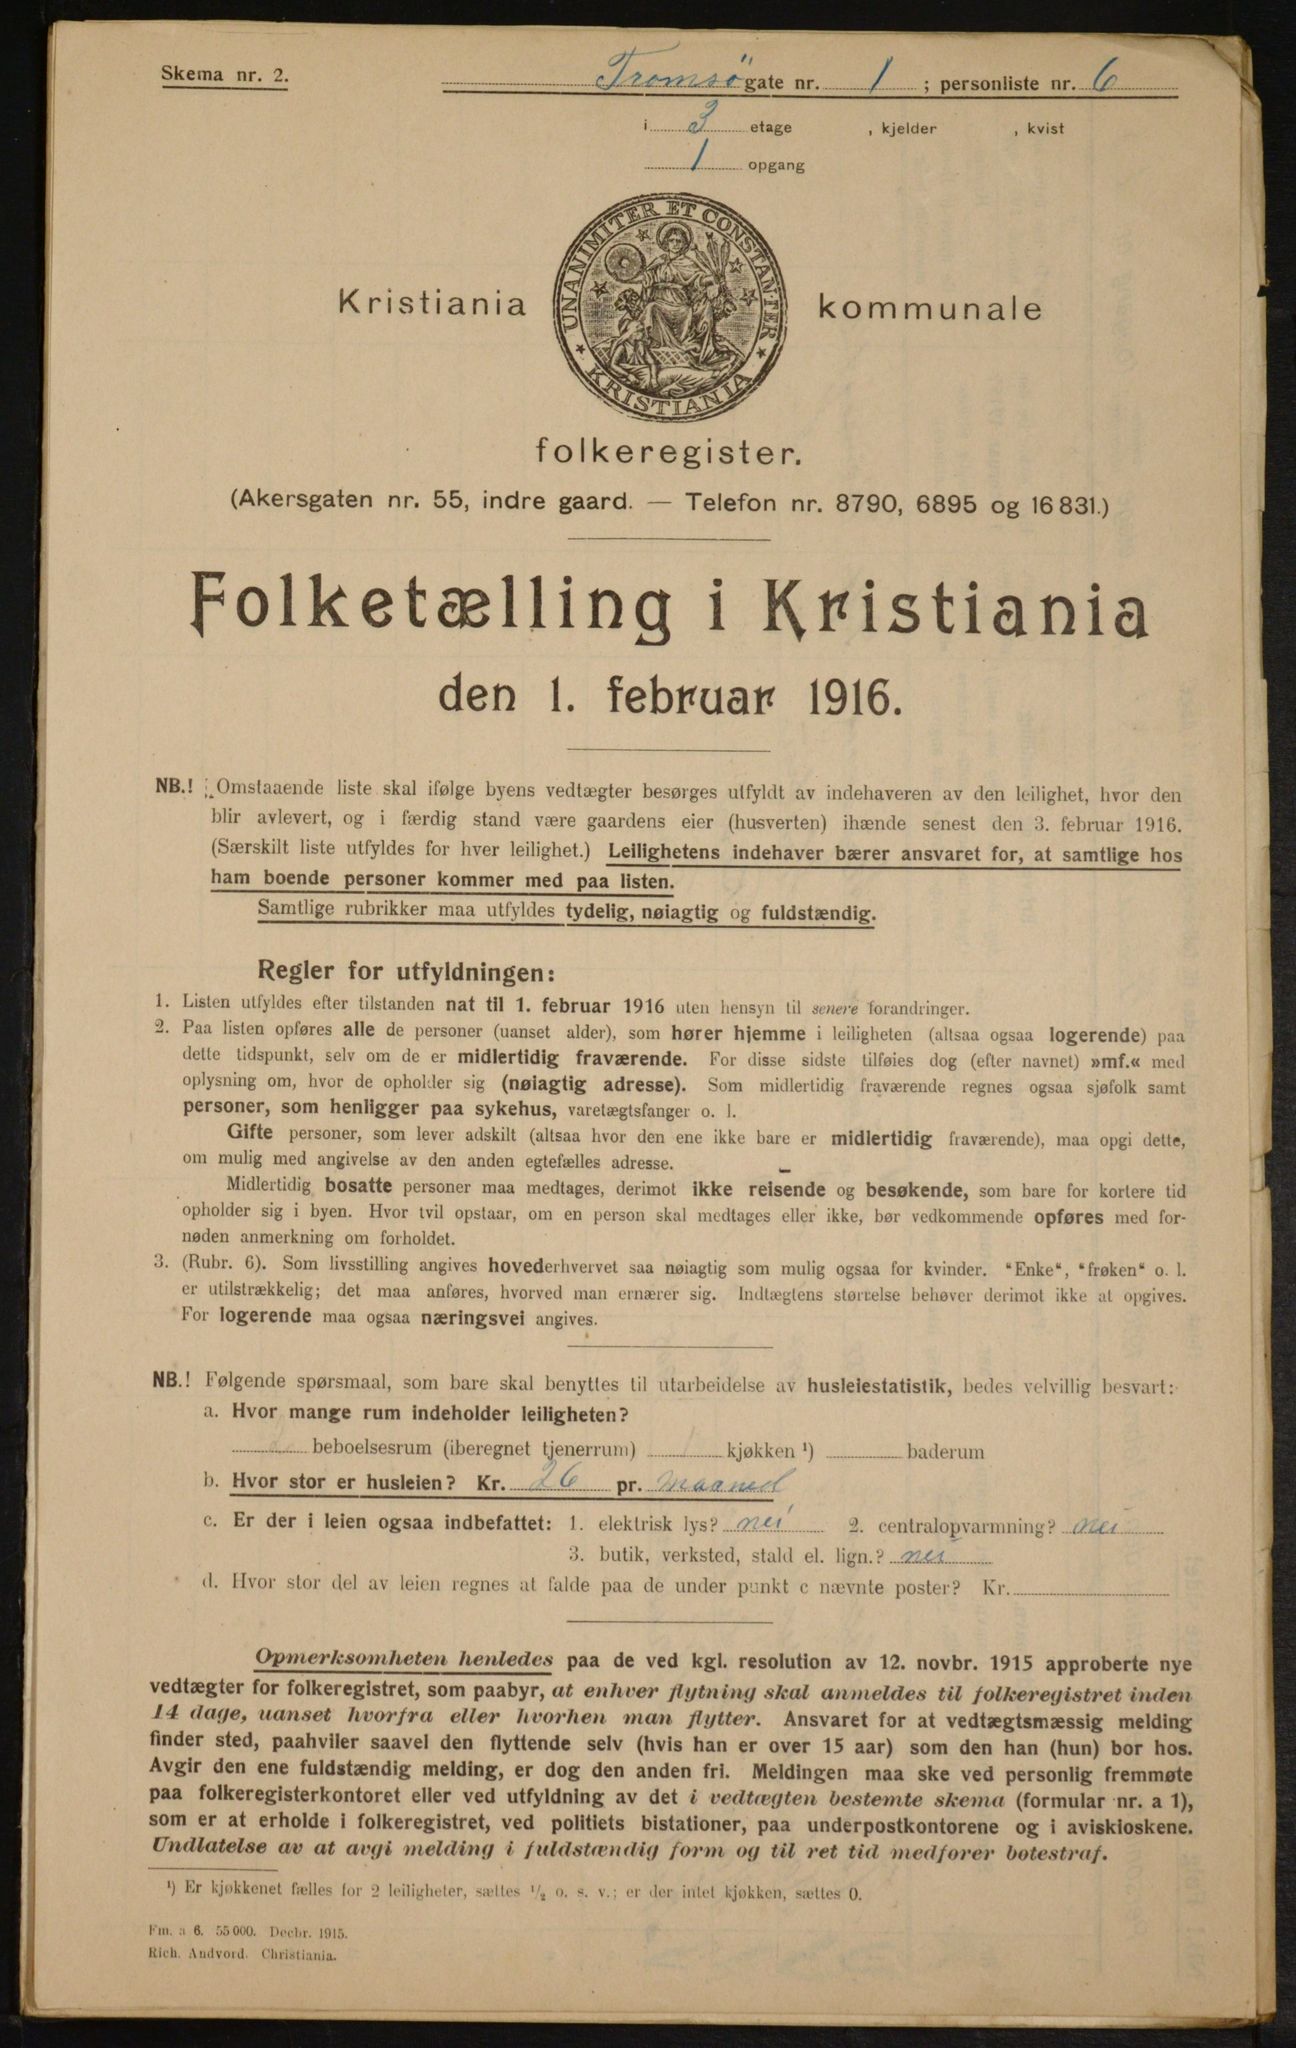 Skema nr. 2.
Tromsø gate nr. 1 ; personliste nr. 6
i 3 etage , kjelder , kvist
1 opgang
UNANIMITER ET CONSTANTER
KRISTIANIA
Kristiania kommunale
folkeregister.
(Akersgaten nr. 55, indre gaard. — Telefon nr. 8790, 6895 og 16831.)
Folketælling i Kristiania
den 1. februar 1916.
NB.! Omstaaende liste skal ifølge byens vedtægter besørges utfyldt av indehaveren av den leilighet, hvor den
blir avlevert, og i færdig stand være gaardens eier (husverten) ihænde senest den 3. februar 1916.
(Særskilt liste utfyldes for hver leilighet.) Leilighetens indehaver bærer ansvaret for, at samtlige hos
ham boende personer kommer med paa listen.
Samtlige rubrikker maa utfyldes tydelig, nøiagtig og fuldstændig.
Regler for utfyldningen:
1. Listen utfyldes efter tilstanden nat til 1. februar 1916 uten hensyn til senere forandringer.
2. Paa listen opføres alle de personer (uanset alder), som hører hjemme i leiligheten (altsaa ogsaa logerende) paa
dette tidspunkt, selv om de er midlertidig fraværende. For disse sidste tilføies dog (efter navnet) »mf.« med
oplysning om, hvor de opholder sig (nøiagtig adresse). Som midlertidig fraværende regnes ogsaa sjøfolk samt
personer, som henligger paa sykehus, varetægtsfanger o. l.
Gifte personer, som lever adskilt (altsaa hvor den ene ikke bare er midlertidig fraværende), maa opgi dette,
om mulig med angivelse av den anden egtefælles adresse.
Midlertidig bosatte personer maa medtages, derimot ikke reisende og besøkende, som bare for kortere tid
opholder sig i byen. Hvor tvil opstaar, om en person skal medtages eller ikke, bør vedkommende opføres med for-
nøden anmerkning om forholdet.
3. (Rubr. 6). Som livsstilling angives hovederhvervet saa nøiagtig som mulig ogsaa for kvinder. "Enke", "frøken" o. l.
er utilstrækkelig; det maa anføres, hvorved man ernærer sig. Indtægtens størrelse behøver derimot ikke at opgives.
For logerende maa ogsaa næringsvei angives.
NB.! Følgende spørsmaal, som bare skal benyttes til utarbeidelse av husleiestatistik, bedes velvillig besvart:
a. Hvor mange rum indeholder leiligheten?
beboelsesrum (iberegnet tjenerrum) 1 kjøkken ¹) baderum
b. Hvor stor er husleien? Kr. 26 pr. maaned
c. Er der i leien ogsaa indbefattet: 1. elektrisk lys? nei 2. centralopvarmning? nei
3. butik, verksted, stald el. lign.? nei
d. Hvor stor del av leien regnes at falde paa de under punkt c nævnte poster? Kr.
Opmerksomheten henledes paa de ved kgl. resolution av 12. novbr. 1915 approberte nye
vedtægter for folkeregistret, som paabyr, at enhver flytning skal anmeldes til folkeregistret inden
14 dage, uanset hvorfra eller hvorhen man flytter. Ansvaret for at vedtægtsmæssig melding
finder sted, paahviler saavel den flyttende selv (hvis han er over 15 aar) som den han (hun) bor hos.
Avgir den ene fuldstændig melding, er dog den anden fri. Meldingen maa ske ved personlig fremmøte
paa folkeregisterkontoret eller ved utfyldning av det i vedtægten bestemte skema (formular nr. a 1),
som er at erholde i folkeregistret, ved politiets bistationer, paa underpostkontorene og i aviskioskene.
Undlatelse av at avgi melding i fuldstændig form og til ret tid medfører botestraf.
¹) Er kjøkkenet fælles for 2 leiligheter, sættes ½ o. s. v.; er der intet kjøkken, sættes 0.
Fm. a 6. 55000. Decbr. 1915.
Rich. Andvord. Christiania.